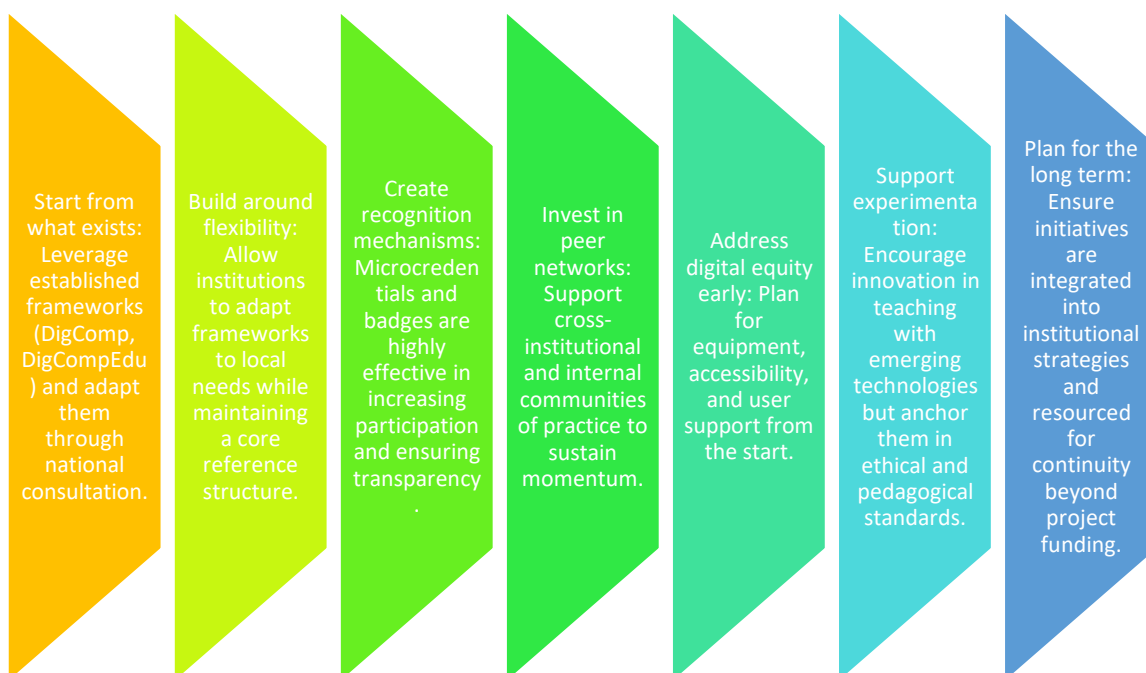 Start from
what exists:
Leverage
established
frameworks
(DigComp,
DigCompEdu
) and adapt
them
through
national
consultation.
Build around
flexibility:
Allow
institutions
to adapt
frameworks
to local
needs while
maintaining
a core
reference
structure.
Create
recognition
mechanisms:
Microcreden
tials and
badges are
highly
effective in
increasing
participation
and ensuring
transparency
.
Invest in
peer
networks:
Support
cross-
institutional
and internal
communities
of practice to
sustain
momentum.
Address
digital equity
early: Plan
for
equipment,
accessibility,
and user
support from
the start.
Support
experimenta
tion:
Encourage
innovation in
teaching
with
emerging
technologies
but anchor
them in
ethical and
pedagogical
standards.
Plan for the
long term:
Ensure
initiatives
are
integrated
into
institutional
strategies
and
resourced
for
continuity
beyond
project
funding.